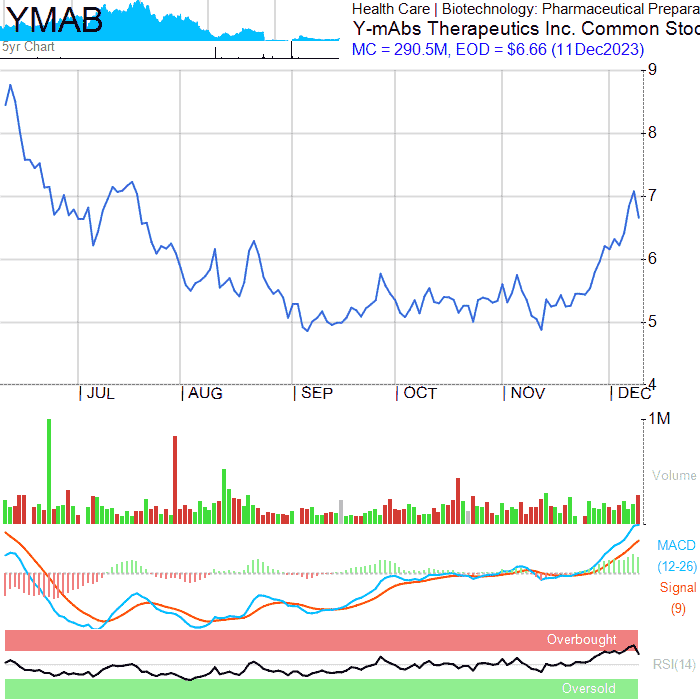 YMAB
5yr Chart
Health Care | Biotechnology: Pharmaceutical Prepara
Y-mAbs Therapeutics Inc. Common Stoc
MC = 290.5M, EOD = $6.66 (11Dec2023)
9
8
7
6
5
4
JUL AUG SEP OCT NOV DEC
1M
Volume
MACD
(12-26)
Signal
(9)
Overbought
RSI(14)
Oversold